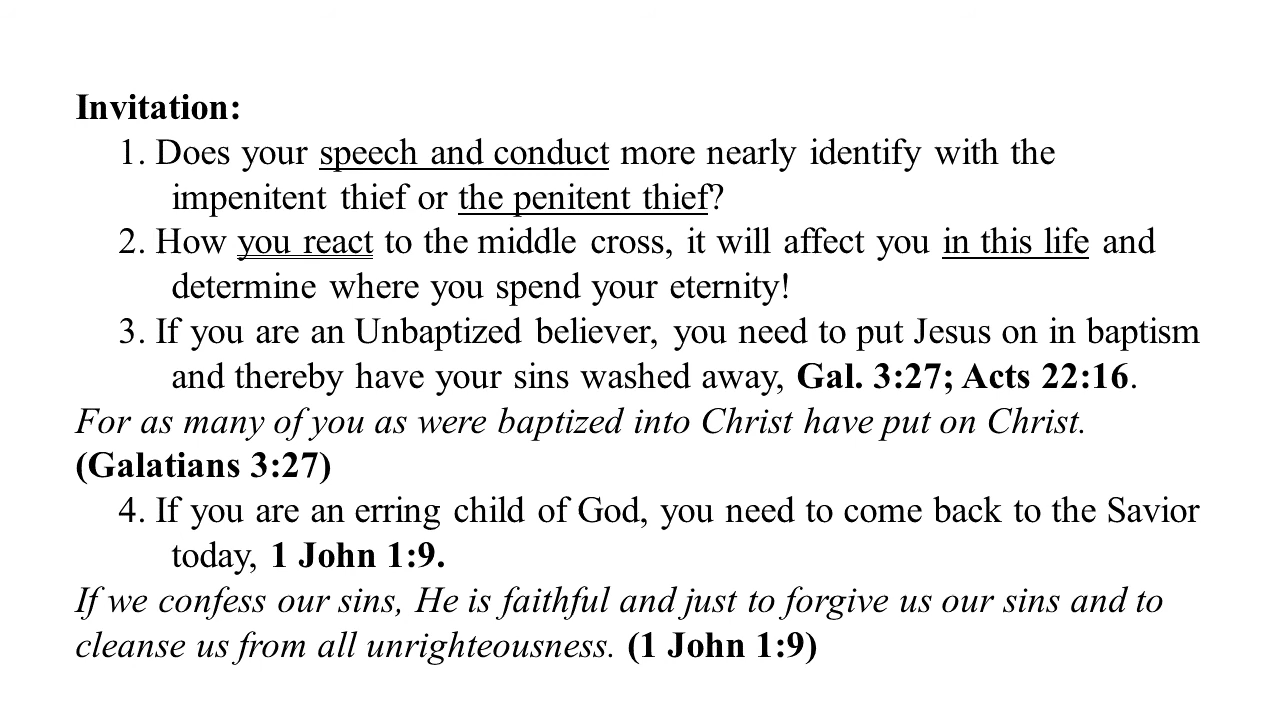 Invitation:
1. Does your speech and conduct more nearly identify with the
impenitent thief or the penitent thief?
2. How you react to the middle cross, it will affect you in this life and
determine where you spend your eternity!
3. If you are an Unbaptized believer, you need to put Jesus on in baptism
and thereby have your sins washed away, Gal. 3:27; Acts 22:16.
For as many of you as were baptized into Christ have put on Christ.
(Galatians 3:27)
4. If you are an erring child of God, you need to come back to the Savior
today, 1 John 1:9.
If we confess our sins, He is faithful and just to forgive us our sins and to
cleanse us from all unrighteousness. (1 John 1:9)